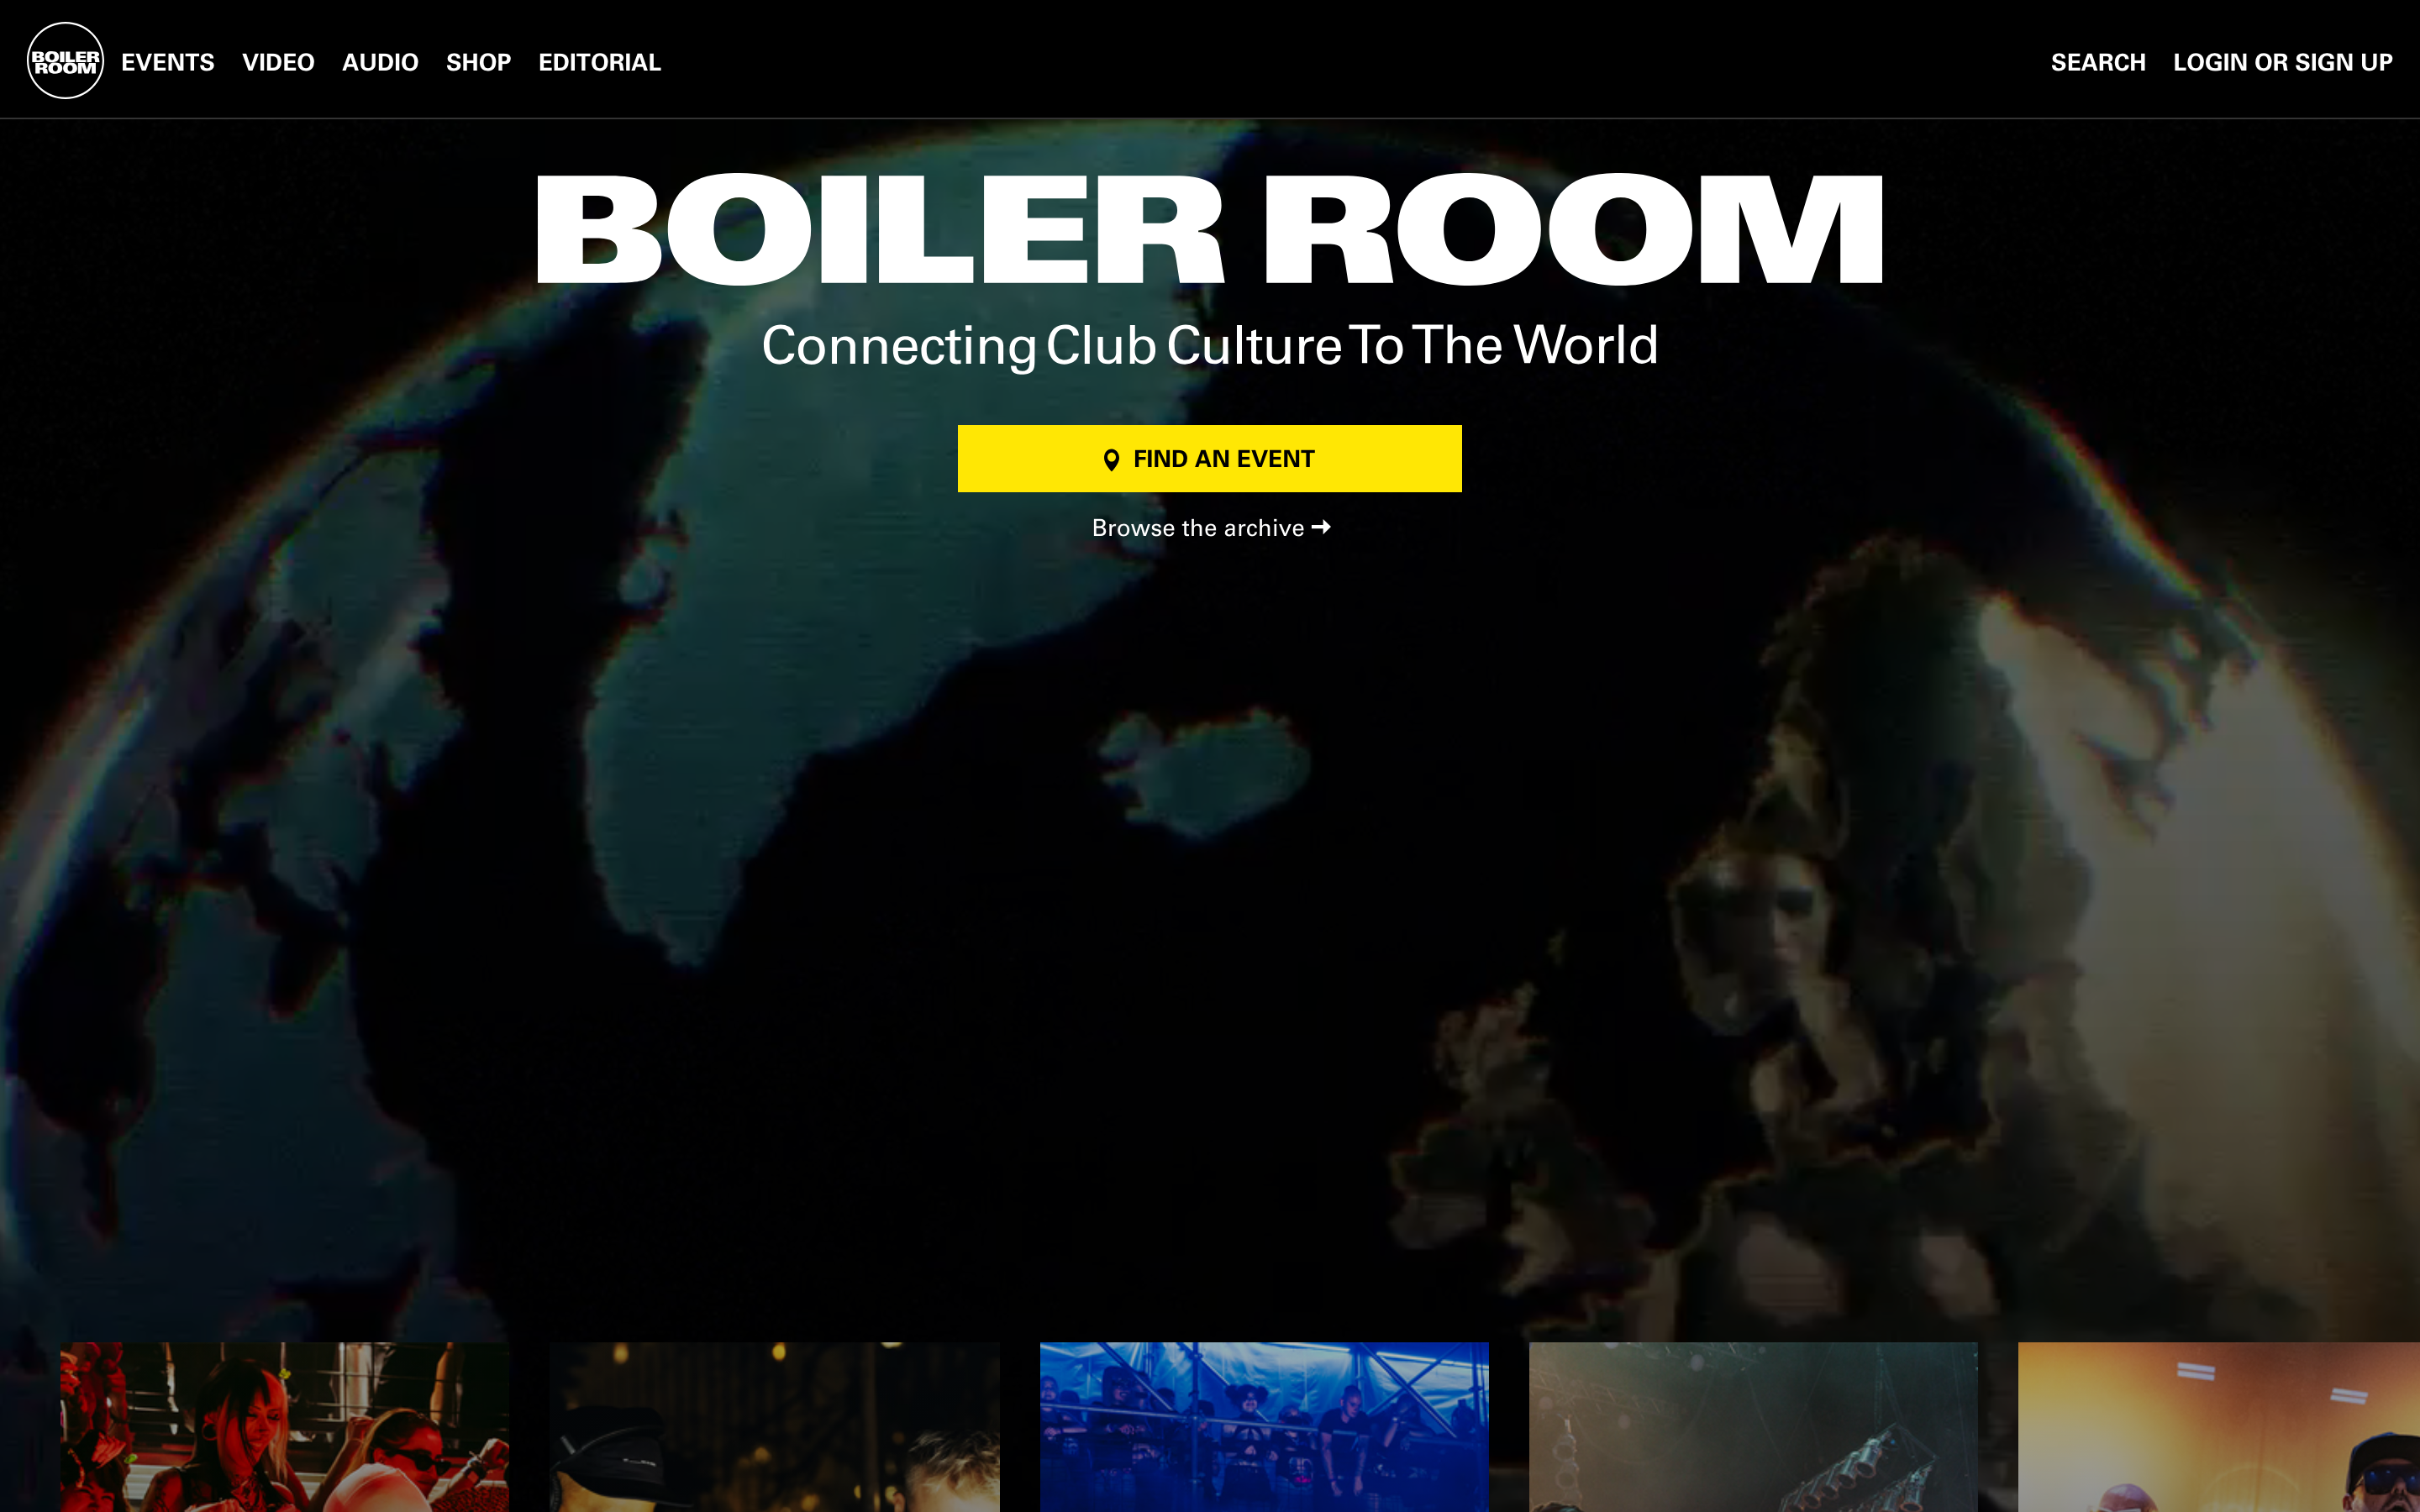 BOILER
ROOM
EVENTS
VIDEO
AUDIO
SHOP
EDITORIAL
SEARCH
LOGIN OR SIGN UP
BOILER ROOM
Connecting Club Culture To The World
FIND AN EVENT
Browse the archive